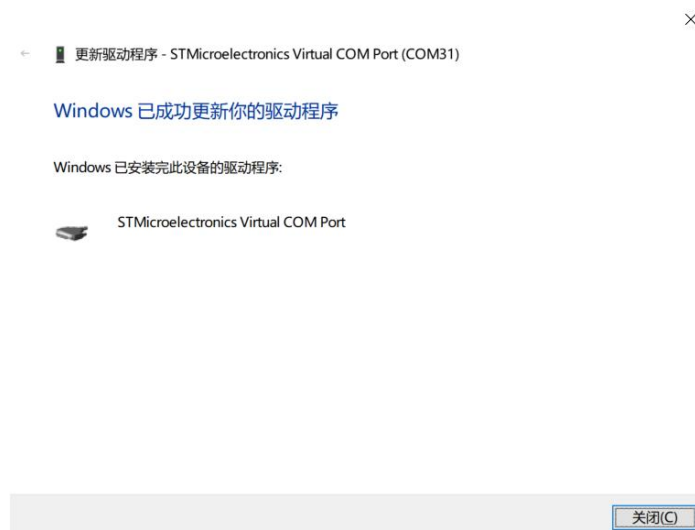 更新驱动程序 - STMicroelectronics Virtual COM Port (COM31)
Windows 已成功更新你的驱动程序
Windows 已安装完此设备的驱动程序:
STMicroelectronics Virtual COM Port
关闭(C)